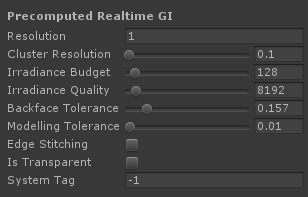 Precomputed Realtime GI
Resolution 1
Cluster Resolution 0.1
Irradiance Budget 128
Irradiance Quality 8192
Backface Tolerance 0.157
Modelling Tolerance 0.01
Edge Stitching
Is Transparent
System Tag -1